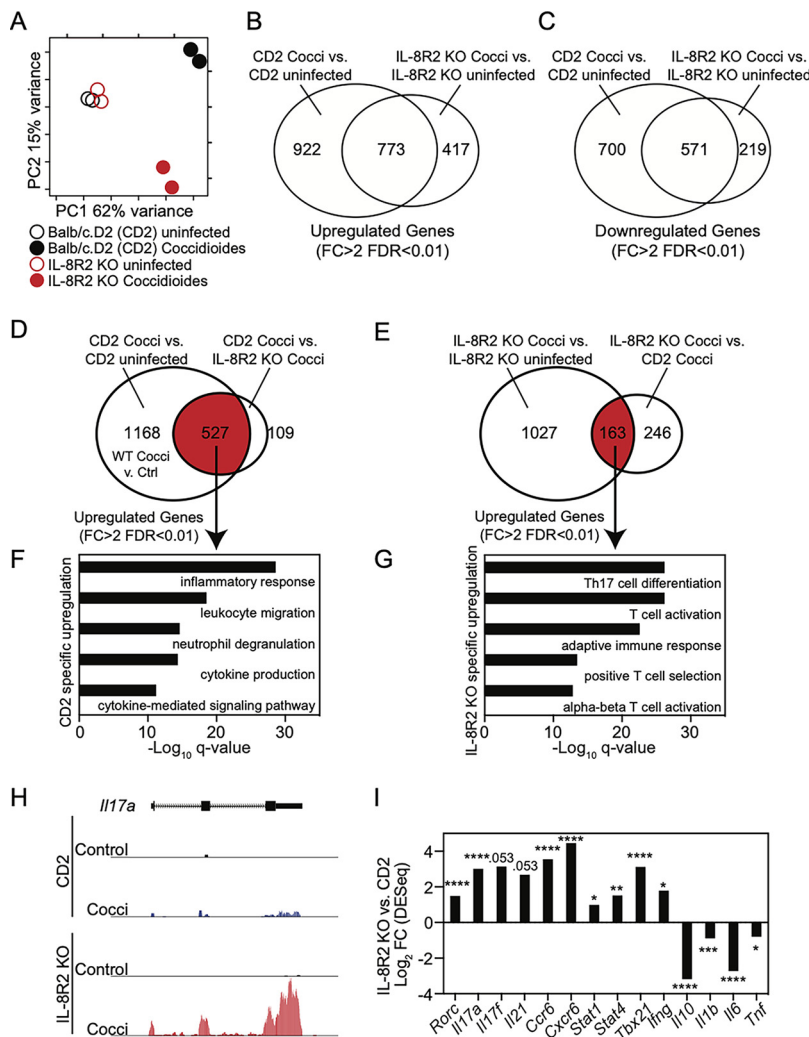 A
PC2 15% variance
PC1 62% variance
Balb/c.D2 (CD2) uninfected
Balb/c.D2 (CD2) Coccidioides
IL-8R2 KO uninfected
IL-8R2 KO Coccidioides
B
CD2 Cocci vs.
CD2 uninfected
IL-8R2 KO Cocci vs.
IL-8R2 KO uninfected
922
773
417
Upregulated Genes
(FC>2 FDR<0.01)
C
CD2 Cocci vs.
CD2 uninfected
IL-8R2 KO Cocci vs.
IL-8R2 KO uninfected
700
571
219
Downregulated Genes
(FC>2 FDR<0.01)
D
CD2 Cocci vs.
CD2 uninfected
CD2 Cocci vs.
IL-8R2 KO Cocci
1168
527
109
WT Cocci
v. Ctrl
Upregulated Genes
(FC>2 FDR<0.01)
E
IL-8R2 KO Cocci vs.
IL-8R2 KO uninfected
IL-8R2 KO Cocci vs.
CD2 Cocci
1027
163
246
Upregulated Genes
(FC>2 FDR<0.01)
F
CD2 specific upregulation
inflammatory response
leukocyte migration
neutrophil degranulation
cytokine production
cytokine-mediated signaling pathway
0 10 20 30
-Log10 q-value
G
IL-8R2 KO specific upregulation
Th17 cell differentiation
T cell activation
adaptive immune response
positive T cell selection
alpha-beta T cell activation
0 10 20 30
-Log10 q-value
H
Il17a
CD2
Control
Cocci
IL-8R2 KO
Control
Cocci
I
IL-8R2 KO vs. CD2
Log2 FC (DESeq)
4
2
0
-2
-4
**** **** .053 .053 **** **** * ** **** *
**** *** **** *
Rorc Il17a Il17f Il21 Ccr6 Cxcr6 Stat1 Stat4 Tbx21 Ifng Il10 Il1b Il6 Tnf